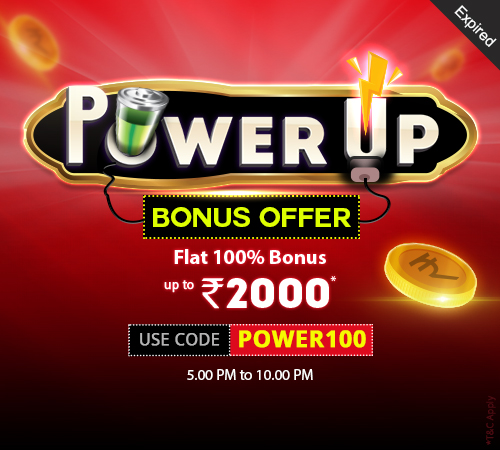 Expired
POWER UP
BONUS OFFER
Flat 100% Bonus
up to ₹2000*
USE CODE POWER100
5.00 PM to 10.00 PM
*T&C Apply